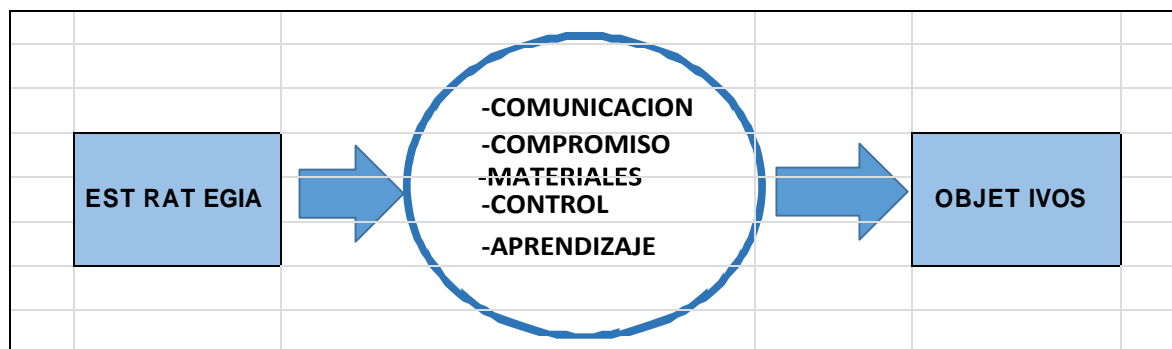 EST RAT EGIA
-COMUNICACION
-COMPROMISO
-MATERIALES
-CONTROL
-APRENDIZAJE
OBJET IVOS